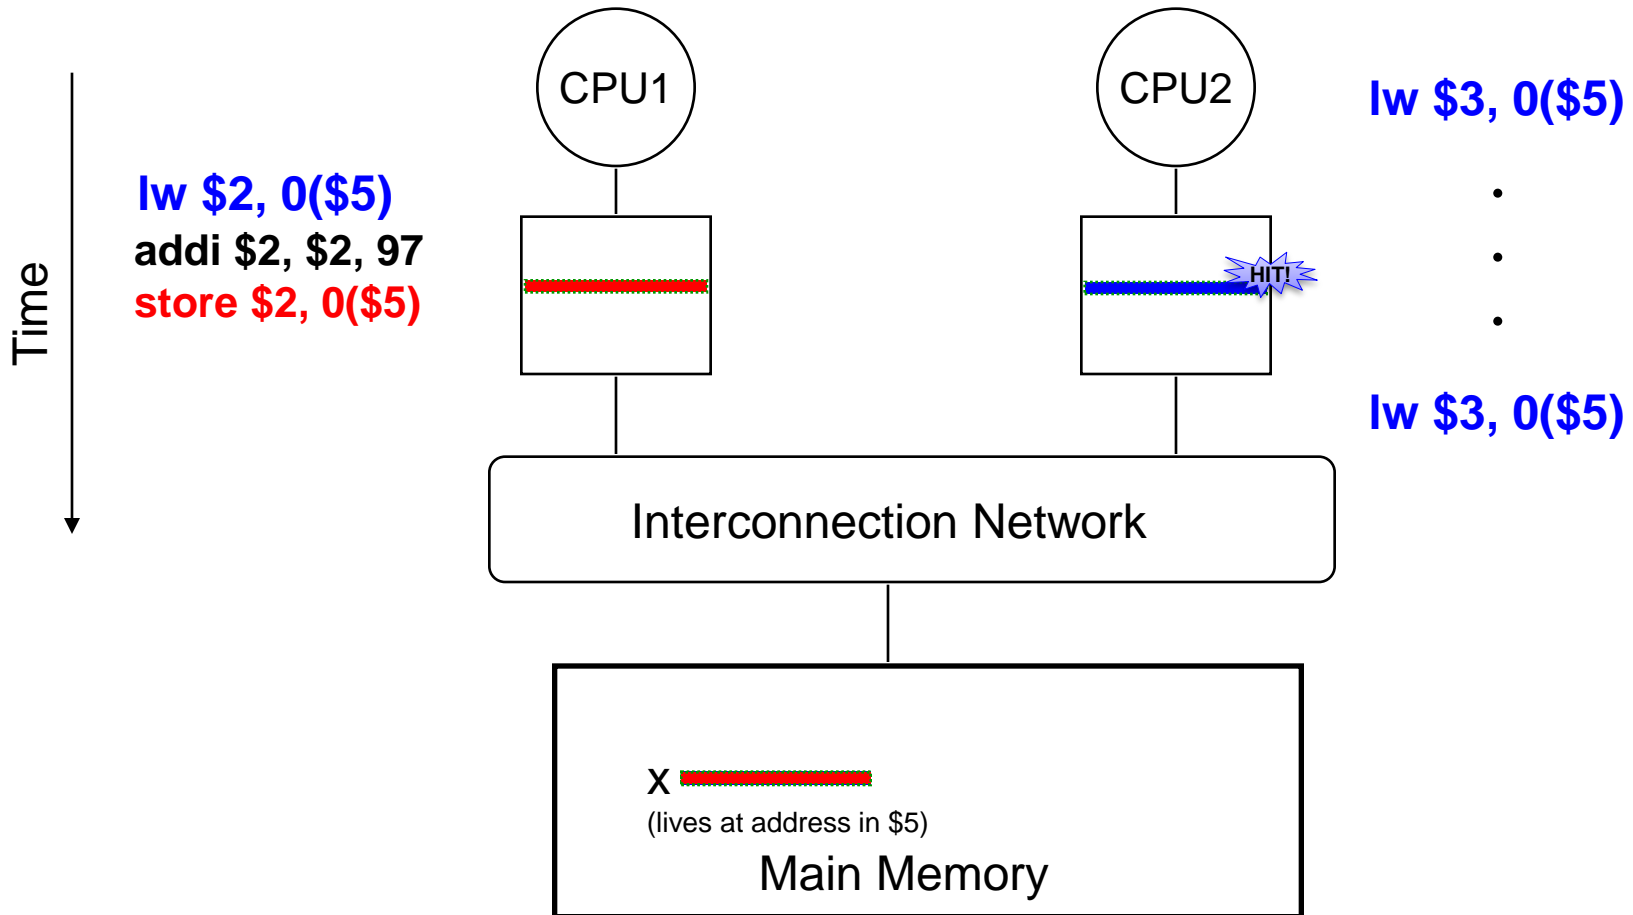 CPU1
CPU2
lw $3, 0($5)
Time
lw $2, 0($5)
addi $2, $2, 97
store $2, 0($5)
HIT!
.
.
.
lw $3, 0($5)
Interconnection Network
x
(lives at address in $5)
Main Memory